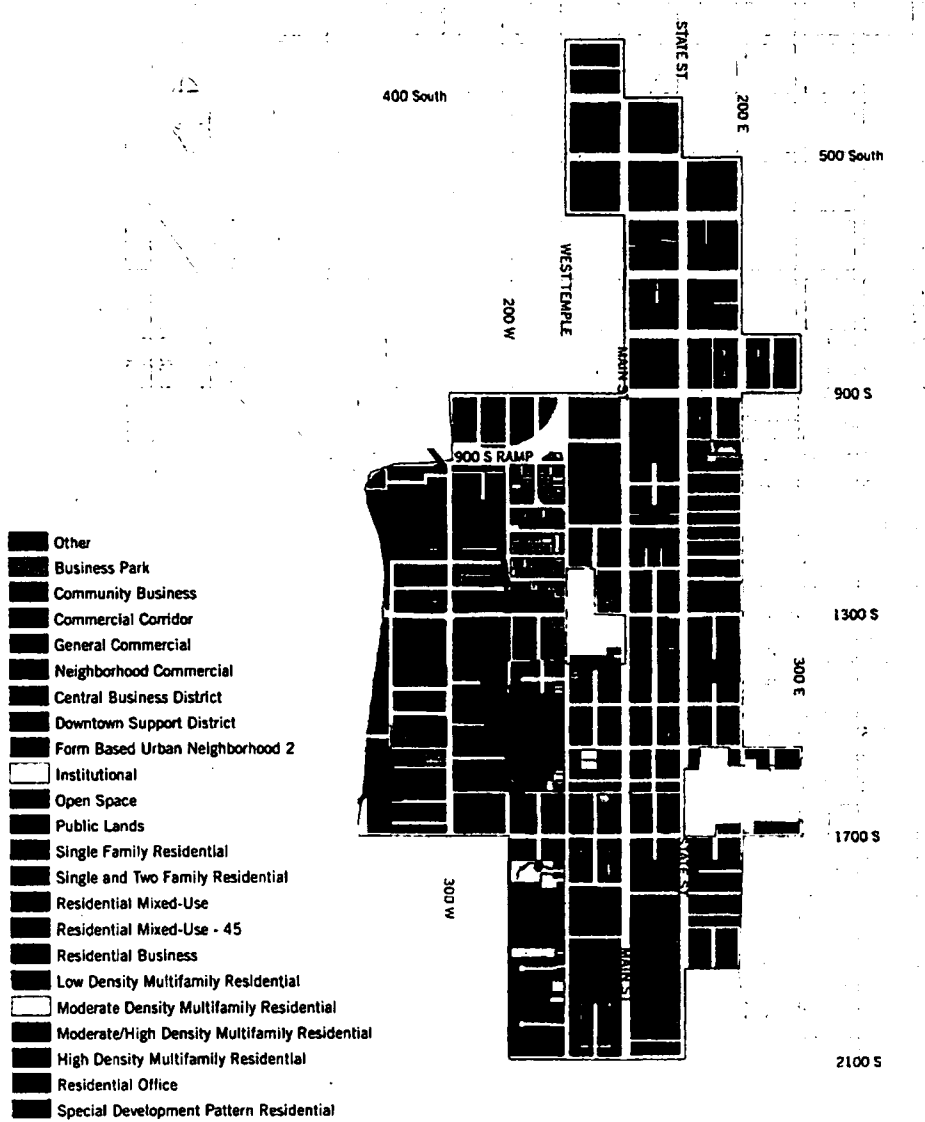 STATE ST
400 South
200 E
500 South
WEST TEMPLE
200 W
MAIN S
900 S
900 S RAMP
Other
Business Park
Community Business
Commercial Corridor
General Commercial
Neighborhood Commercial
Central Business District
Downtown Support District
Form Based Urban Neighborhood 2
Institutional
Open Space
Public Lands
Single Family Residential
Single and Two Family Residential
Residential Mixed-Use
Residential Mixed-Use - 45
Residential Business
Low Density Multifamily Residential
Moderate Density Multifamily Residential
Moderate/High Density Multifamily Residential
High Density Multifamily Residential
Residential Office
Special Development Pattern Residential
1300 S
300 E
1700 S
STATE ST
300 W
MAIN ST
2100 S